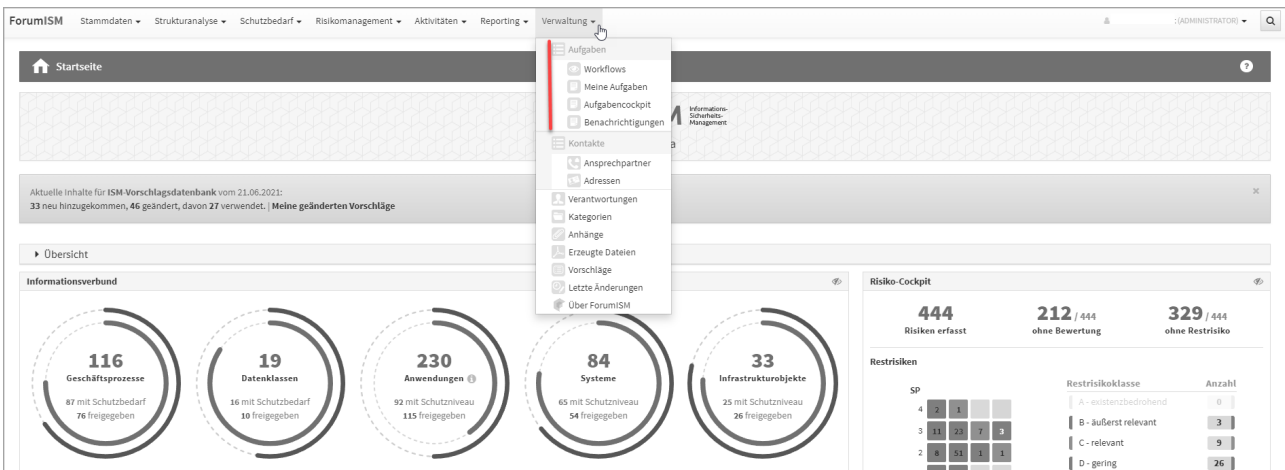 ForumISM Stammdaten Strukturanalyse Schutzbedarf Risikomanagement Aktivitäten Reporting Verwaltung :(ADMINISTRATOR)
Aufgaben
Workflows
Meine Aufgaben
Aufgabencockpit
Benachrichtigungen
Kontakte
Ansprechpartner
Adressen
Verantwortungen
Kategorien
Anhänge
Erzeugte Dateien
Vorschläge
Letzte Änderungen
Über ForumISM
Startseite
Informations-
Sicherheits-
Management
Aktuelle Inhalte für ISM-Vorschlagsdatenbank vom 21.06.2021:
33 neu hinzugekommen, 46 geändert, davon 27 verwendet. | Meine geänderten Vorschläge
Übersicht
Informationsverbund
116
Geschäftsprozesse
87 mit Schutzbedarf
76 freigegeben
19
Datenklassen
16 mit Schutzbedarf
10 freigegeben
230
Anwendungen
92 mit Schutzniveau
115 freigegeben
84
Systeme
65 mit Schutzniveau
54 freigegeben
33
Infrastrukturobjekte
25 mit Schutzniveau
26 freigegeben
Risiko-Cockpit
444
Risiken erfasst
212 / 444
ohne Bewertung
329 / 444
ohne Restrisiko
Restrisiken
SP
4 2 1
3 11 23 7 3
2 8 51 1 1
Restrisikoklasse Anzahl
A - existenzbedrohend 0
B - äußerst relevant 3
C - relevant 9
D - gering 26